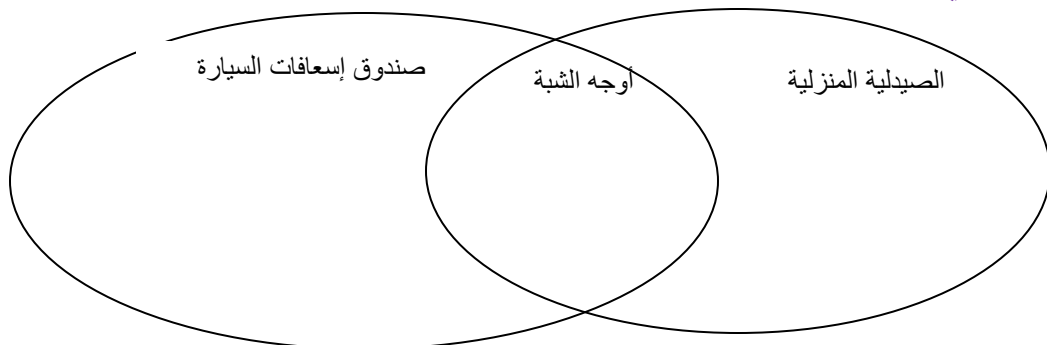 الصيدلية المنزلية
أوجه الشبة
صندوق إسعافات السيارة